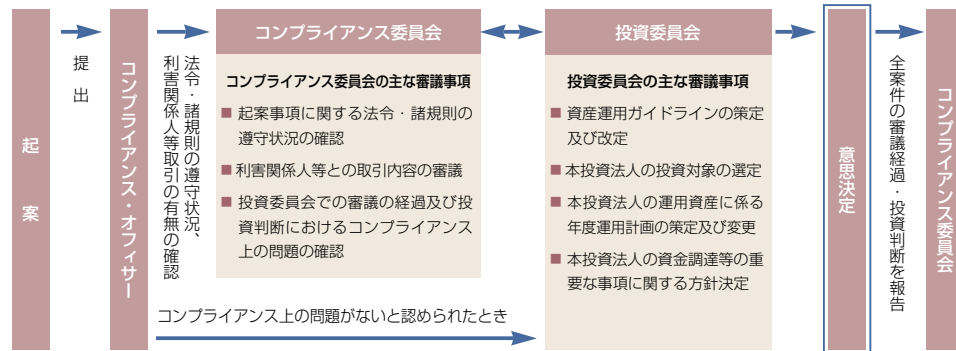 起案
提出
コンプライアンス・オフィサー
法令・諸規則の遵守状況、
利害関係人等取引の有無の確認
コンプライアンス委員会
コンプライアンス委員会の主な審議事項
■ 起案事項に関する法令・諸規則の
遵守状況の確認
■ 利害関係人等との取引内容の審議
■ 投資委員会での審議の経過及び投
資判断におけるコンプライアンス
上の問題の確認
コンプライアンス上の問題がないと認められたとき
投資委員会
投資委員会の主な審議事項
■ 資産運用ガイドラインの策定
及び改定
■ 本投資法人の投資対象の選定
■ 本投資法人の運用資産に係る
年度運用計画の策定及び変更
■ 本投資法人の資金調達等の重
要な事項に関する方針決定
意思決定
全案件の審議経過・投資判断を報告
コンプライアンス委員会